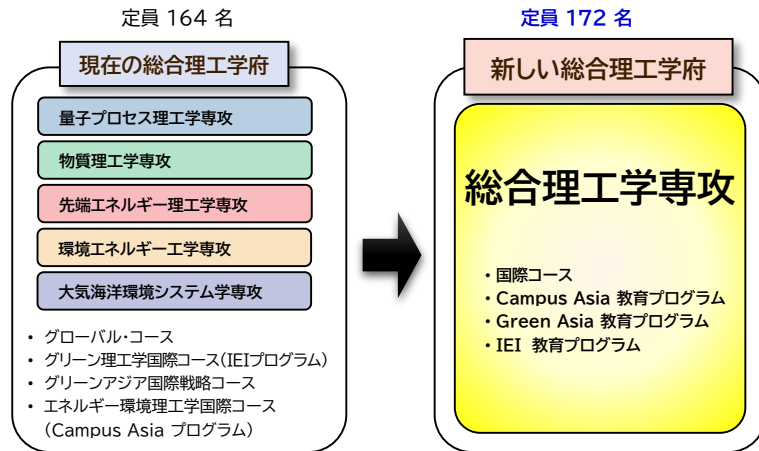 定員 164 名
現在の総合理工学府
量子プロセス理工学専攻
物質理工学専攻
先端エネルギー理工学専攻
環境エネルギー工学専攻
大気海洋環境システム学専攻
・ グローバル・コース
・ グリーン理工学国際コース(IEIプログラム)
・ グリーンアジア国際戦略コース
・ エネルギー環境理工学国際コース
(Campus Asia プログラム)
定員 172 名
新しい総合理工学府
総合理工学専攻
・国際コース
・Campus Asia 教育プログラム
・Green Asia 教育プログラム
・IEI 教育プログラム